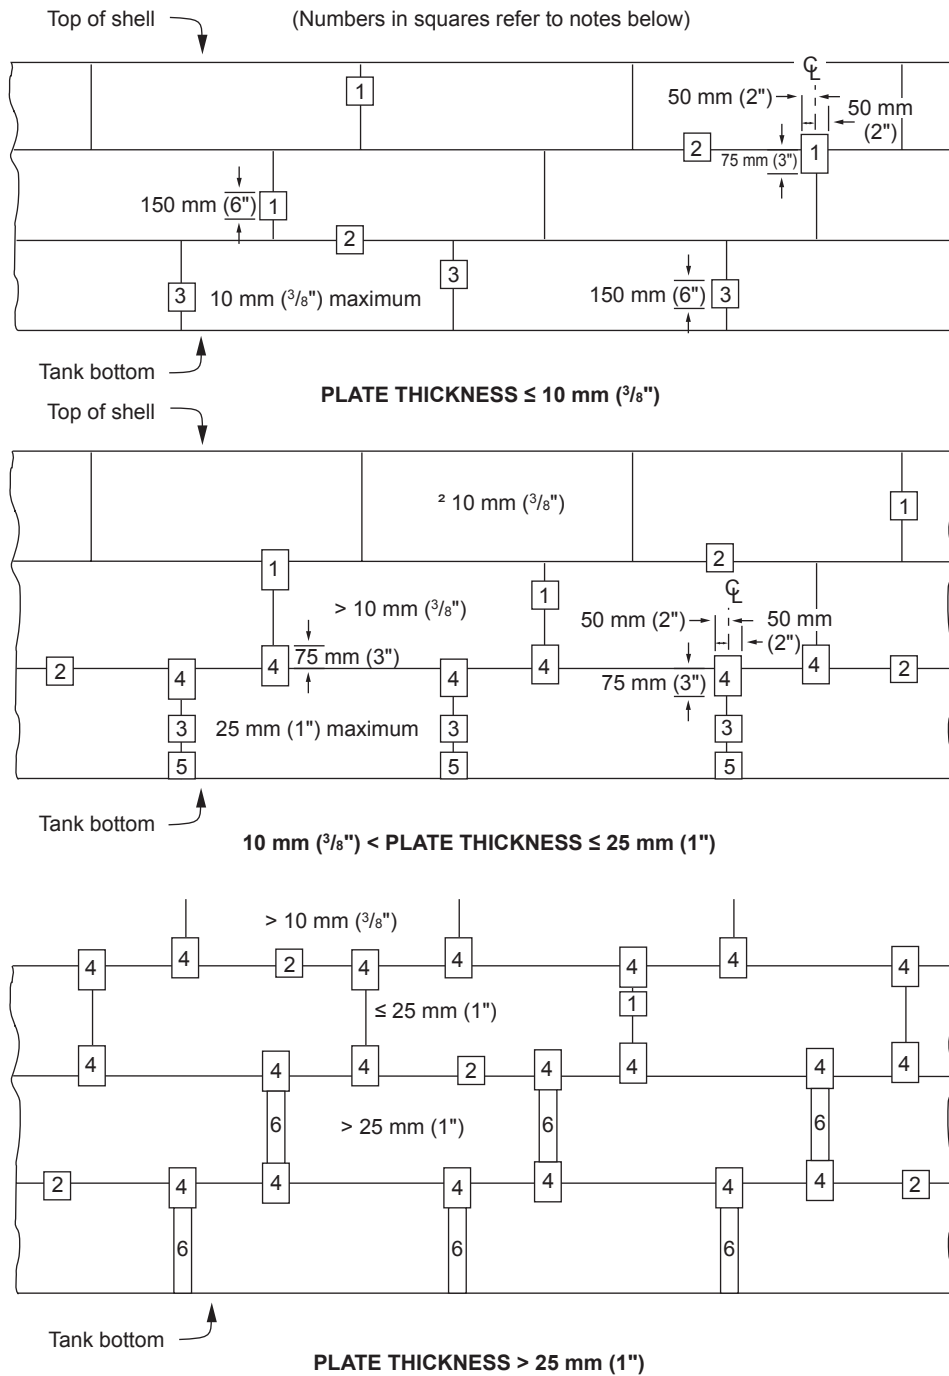 Top of shell (Numbers in squares refer to notes below)
℄
50 mm (2") 50 mm
(2")
1
2 75 mm (3") 1
150 mm (6") 1
2
3 10 mm (3/8") maximum 3 150 mm (6") 3
Tank bottom
PLATE THICKNESS ≤ 10 mm (3/8")
Top of shell
² 10 mm (3/8") 1
1 2
> 10 mm (3/8") 1 ℄
50 mm (2") 50 mm
(2")
2 4 4 75 mm (3") 4 4 75 mm (3") 4 4 2
3 25 mm (1") maximum 3 3
5 5 5
Tank bottom
10 mm (3/8") < PLATE THICKNESS ≤ 25 mm (1")
> 10 mm (3/8")
4 4 2 4 4 4 4 4
≤ 25 mm (1") 1
4 4 4 2 4 4 4 4
6 > 25 mm (1") 6 6
2 4 4 4 4 4 4 2
6 6 6
Tank bottom
PLATE THICKNESS > 25 mm (1")